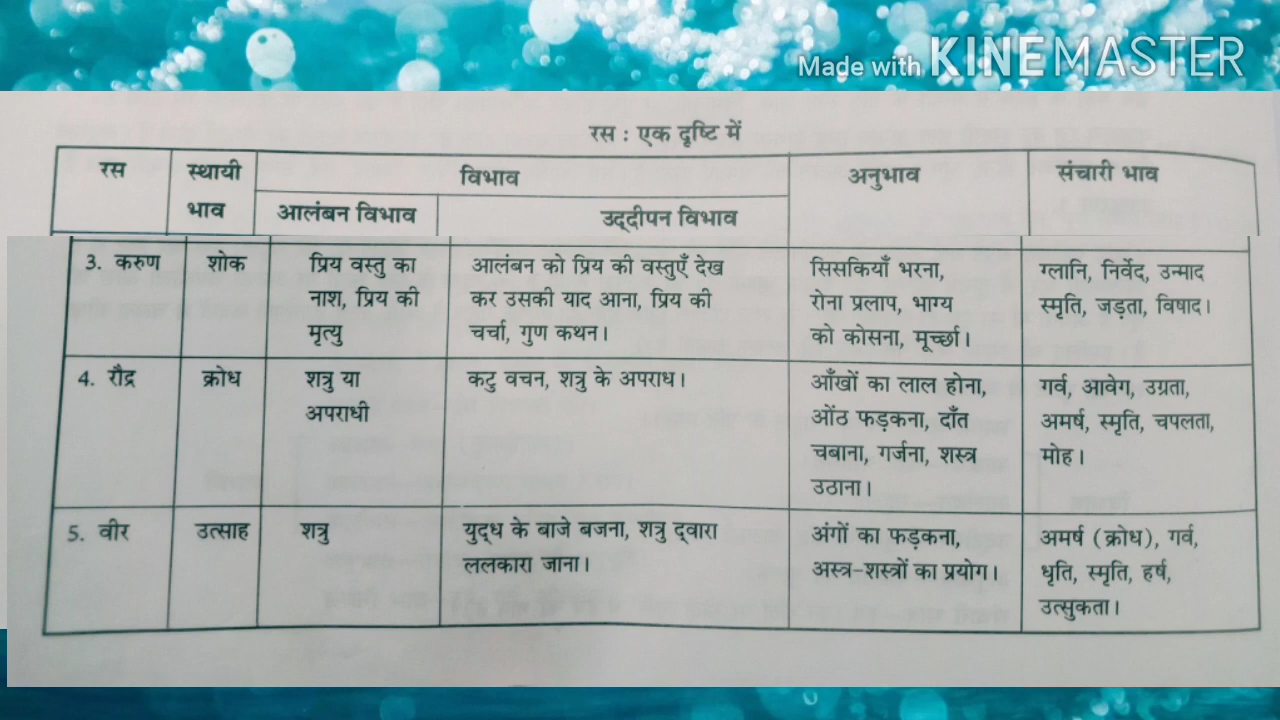 Made with KINEMASTER
रस : एक दृष्टि में
रस स्थायी भाव विभाव अनुभाव संचारी भाव
आलंबन विभाव उद्दीपन विभाव
3. करुण शोक प्रिय वस्तु का आलंबन को प्रिय की वस्तुएँ देख सिसकियाँ भरना, ग्लानि, निर्वेद, उन्माद
नाश, प्रिय की कर उसकी याद आना, प्रिय की रोना प्रलाप, भाग्य स्मृति, जड़ता, विषाद।
मृत्यु चर्चा, गुण कथन। को कोसना, मूर्च्छा।
4. रौद्र क्रोध शत्रु या कटु वचन, शत्रु के अपराध। आँखों का लाल होना, गर्व, आवेग, उग्रता,
अपराधी ओंठ फड़कना, दाँत अमर्ष, स्मृति, चपलता,
चबाना, गर्जना, शस्त्र मोह।
उठाना।
5. वीर उत्साह शत्रु युद्ध के बाजे बजना, शत्रु द्वारा अंगों का फड़कना, अमर्ष (क्रोध), गर्व,
ललकारा जाना। अस्त्र-शस्त्रों का प्रयोग। धृति, स्मृति, हर्ष,
उत्सुकता।